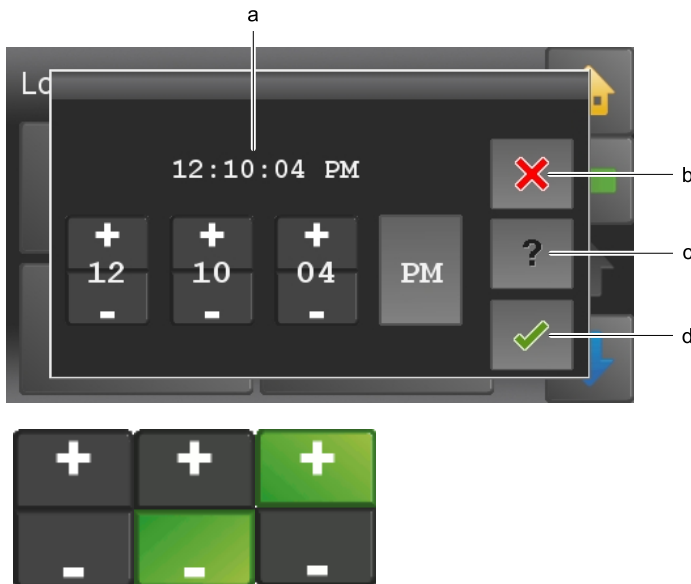 a
Lo
12:10:04 PM
b
+ + +
12 10 04 PM
- - -
?
c
d
+ + +
- - -